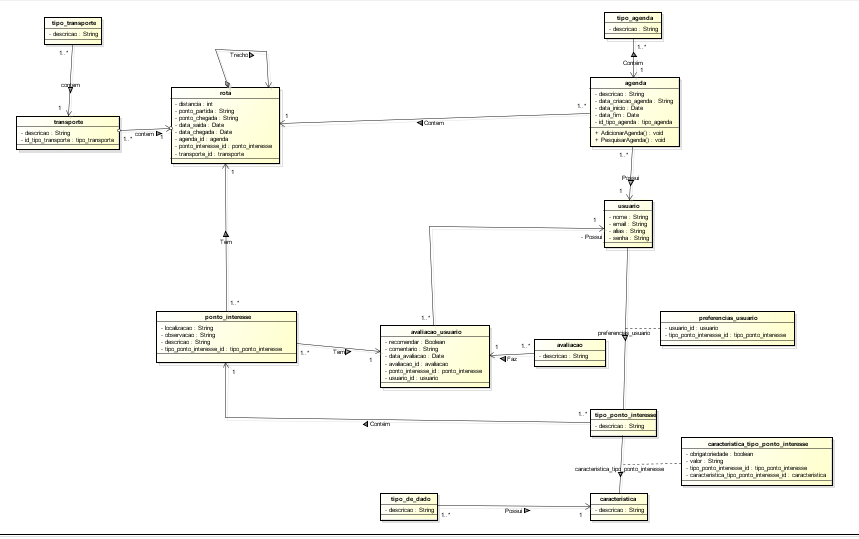 tipo_transporte
- descricao : String
1..*
contem
1
transporte
- descricao : String
- id_tipo_transporte : tipo_transporte
contem
1..*
1
Trecho
rota
- distancia : int
- ponto_partida : String
- ponto_chegada : String
- data_saida : Date
- data_chegada : Date
- agenda_id : agenda
- ponto_interesse_id : ponto_interesse
- transporte_id : transporte
1
Contem
1..*
tipo_agenda
- descricao : String
1..*
Contém
1
agenda
- descricao : String
- data_criacao_agenda : String
- data_inicio : Date
- data_fim : Date
- id_tipo_agenda : tipo_agenda
+ AdicionarAgenda() : void
+ PesquisarAgenda() : void
1..*
Possui
1
usuario
- nome : String
- email : String
- alias : String
- senha : String
1
- Possui
1
Tem
1..*
ponto_interesse
- localizacao : String
- observacao : String
- descricao : String
- tipo_ponto_interesse_id : tipo_ponto_interesse
1..*
Tem
1
1..*
avaliacao_usuario
- recomendar : Boolean
- comentario : String
- data_avaliacao : Date
- avaliacao_id : avaliacao
- ponto_interesse_id : ponto_interesse
- usuario_id : usuario
1
Faz
1..*
avaliacao
- descricao : String
preferencias_usuario
preferencias_usuario
- usuario_id : usuario
- tipo_ponto_interesse_id : tipo_ponto_interesse
1
Contém
1..*
tipo_ponto_interesse
- descricao : String
caracteristica_tipo_ponto_interesse
caracteristica_tipo_ponto_interesse
- obrigatoriedade : boolean
- valor : String
- tipo_ponto_interesse_id : tipo_ponto_interesse
- caracteristica_tipo_ponto_interesse_id : caracteristica
tipo_de_dado
- descricao : String
1..*
Possui
1
caracteristica
- descricao : String